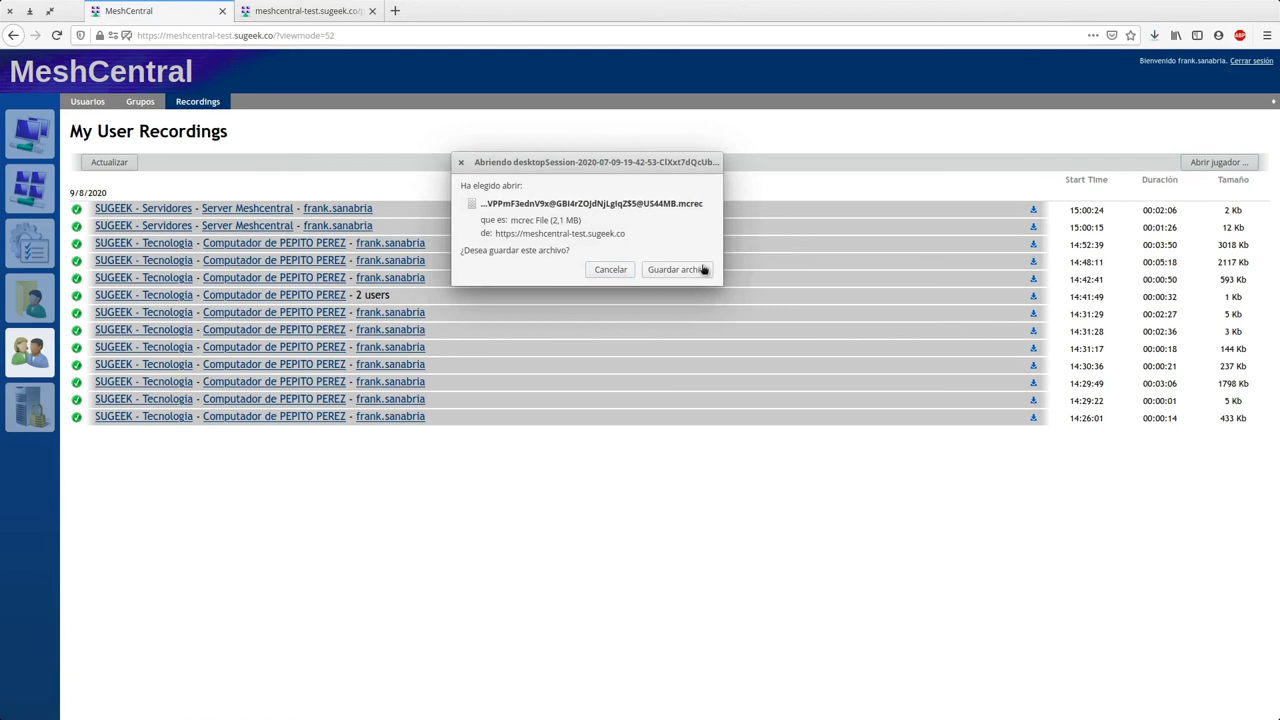 MeshCentral
meshcentral-test.sugeek.co/p
https://meshcentral-test.sugeek.co/?viewmode=52
ABP
MeshCentral
Bienvenido frank.sanabria. Cerrar sesión
Usuarios Grupos Recordings
My User Recordings
Actualizar
Abrir jugador ...
9/8/2020 Start Time Duración Tamaño
SUGEEK - Servidores - Server Meshcentral - frank.sanabria 15:00:24 00:02:06 2 Kb
SUGEEK - Servidores - Server Meshcentral - frank.sanabria 15:00:15 00:01:26 12 Kb
SUGEEK - Tecnologia - Computador de PEPITO PEREZ - frank.sanabria 14:52:39 00:03:50 3018 Kb
SUGEEK - Tecnologia - Computador de PEPITO PEREZ - frank.sanabria 14:48:11 00:05:18 2117 Kb
SUGEEK - Tecnologia - Computador de PEPITO PEREZ - frank.sanabria 14:42:41 00:00:50 593 Kb
SUGEEK - Tecnologia - Computador de PEPITO PEREZ - 2 users 14:41:49 00:00:32 1 Kb
SUGEEK - Tecnologia - Computador de PEPITO PEREZ - frank.sanabria 14:31:29 00:02:27 5 Kb
SUGEEK - Tecnologia - Computador de PEPITO PEREZ - frank.sanabria 14:31:28 00:02:36 3 Kb
SUGEEK - Tecnologia - Computador de PEPITO PEREZ - frank.sanabria 14:31:17 00:00:18 144 Kb
SUGEEK - Tecnologia - Computador de PEPITO PEREZ - frank.sanabria 14:30:36 00:00:21 237 Kb
SUGEEK - Tecnologia - Computador de PEPITO PEREZ - frank.sanabria 14:29:49 00:03:06 1798 Kb
SUGEEK - Tecnologia - Computador de PEPITO PEREZ - frank.sanabria 14:29:22 00:00:01 5 Kb
SUGEEK - Tecnologia - Computador de PEPITO PEREZ - frank.sanabria 14:26:01 00:00:14 433 Kb
Abriendo desktopSession-2020-07-09-19-42-53-ClXxt7dQcUb...
Ha elegido abrir:
...VPPmF3ednV9x@GBI4rZOJdNjLgiqZ$5@US44MB.mcrec
que es: mcrec File (2,1 MB)
de: https://meshcentral-test.sugeek.co
¿Desea guardar este archivo?
Cancelar Guardar archi